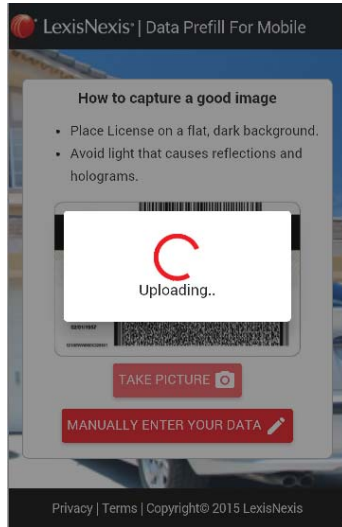 LexisNexis® | Data Prefill For Mobile
How to capture a good image
• Place License on a flat, dark background.
• Avoid light that causes reflections and
holograms.
Uploading..
TAKE PICTURE
MANUALLY ENTER YOUR DATA
Privacy | Terms | Copyright© 2015 LexisNexis